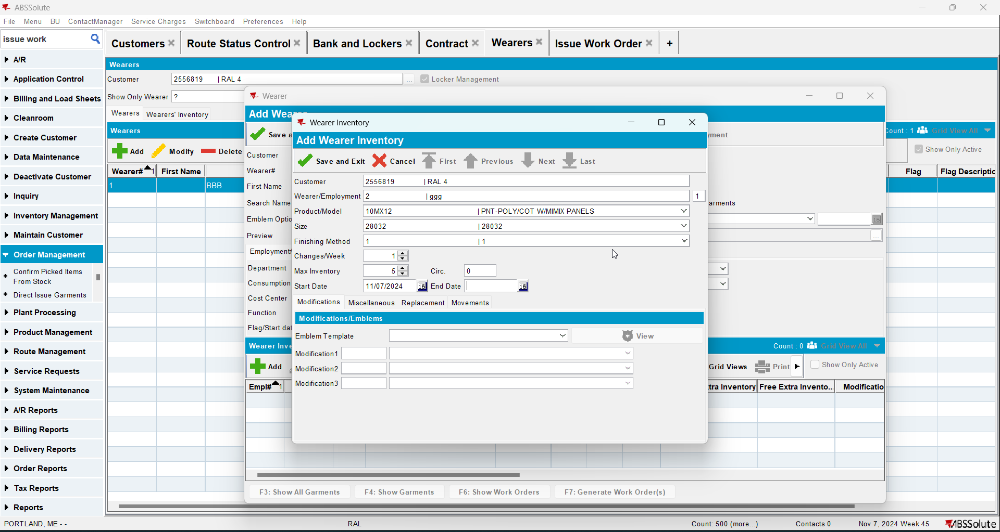 ABSSolute
File Menu BU ContactManager Service Charges Switchboard Preferences Help
issue work
Customers Route Status Control Bank and Lockers Contract Wearers Issue Work Order +
A/R
Application Control
Billing and Load Sheets
Cleanroom
Create Customer
Data Maintenance
Deactivate Customer
Inquiry
Inventory Management
Maintain Customer
Order Management
Confirm Picked Items
From Stock
Direct Issue Garments
Plant Processing
Product Management
Route Management
Service Requests
System Maintenance
A/R Reports
Billing Reports
Delivery Reports
Order Reports
Tax Reports
Reports
Wearers
Customer 2556819 | RAL 4 ... Locker Management
Show Only Wearer ?
Wearers Wearers' Inventory
Wearers
Count : 1 Grid View All
Add Modify Delete
Show Only Active
Wearer# 1 First Name
Flag Flag Descriptio
1 BBB
Wearer
Add Wearer
Save a
ment
Customer
Wearer#
First Name
Search Name
arments
Emblem Optio
16
Preview
...
Employment#
Department
Consumption
Cost Center
Function
Flag/Start da
Wearer Inve
Count : 0 Grid View All
Add
Grid Views Print Show Only Active
Empl# 1
tra Inventory Free Extra Invento... Modificatio
F3: Show All Garments F4: Show Garments F6: Show Work Orders F7: Generate Work Order(s)
Wearer Inventory
Add Wearer Inventory
Save and Exit Cancel First Previous Next Last
Customer 2556819 | RAL 4
Wearer/Employment 2 | ggg 1
Product/Model 10MX12 | PNT-POLY/COT W/MIMIX PANELS
Size 28032 | 28032
Finishing Method 1 | 1
Changes/Week 1
Max Inventory 5 Circ. 0
Start Date 11/07/2024 16 End Date 16
Modifications Miscellaneous Replacement Movements
Modifications/Emblems
Emblem Template View
Modification1
Modification2
Modification3
PORTLAND, ME - - RAL Count: 500 (more...) Contacts 0 Nov 7, 2024 Week 45 ABSSolute